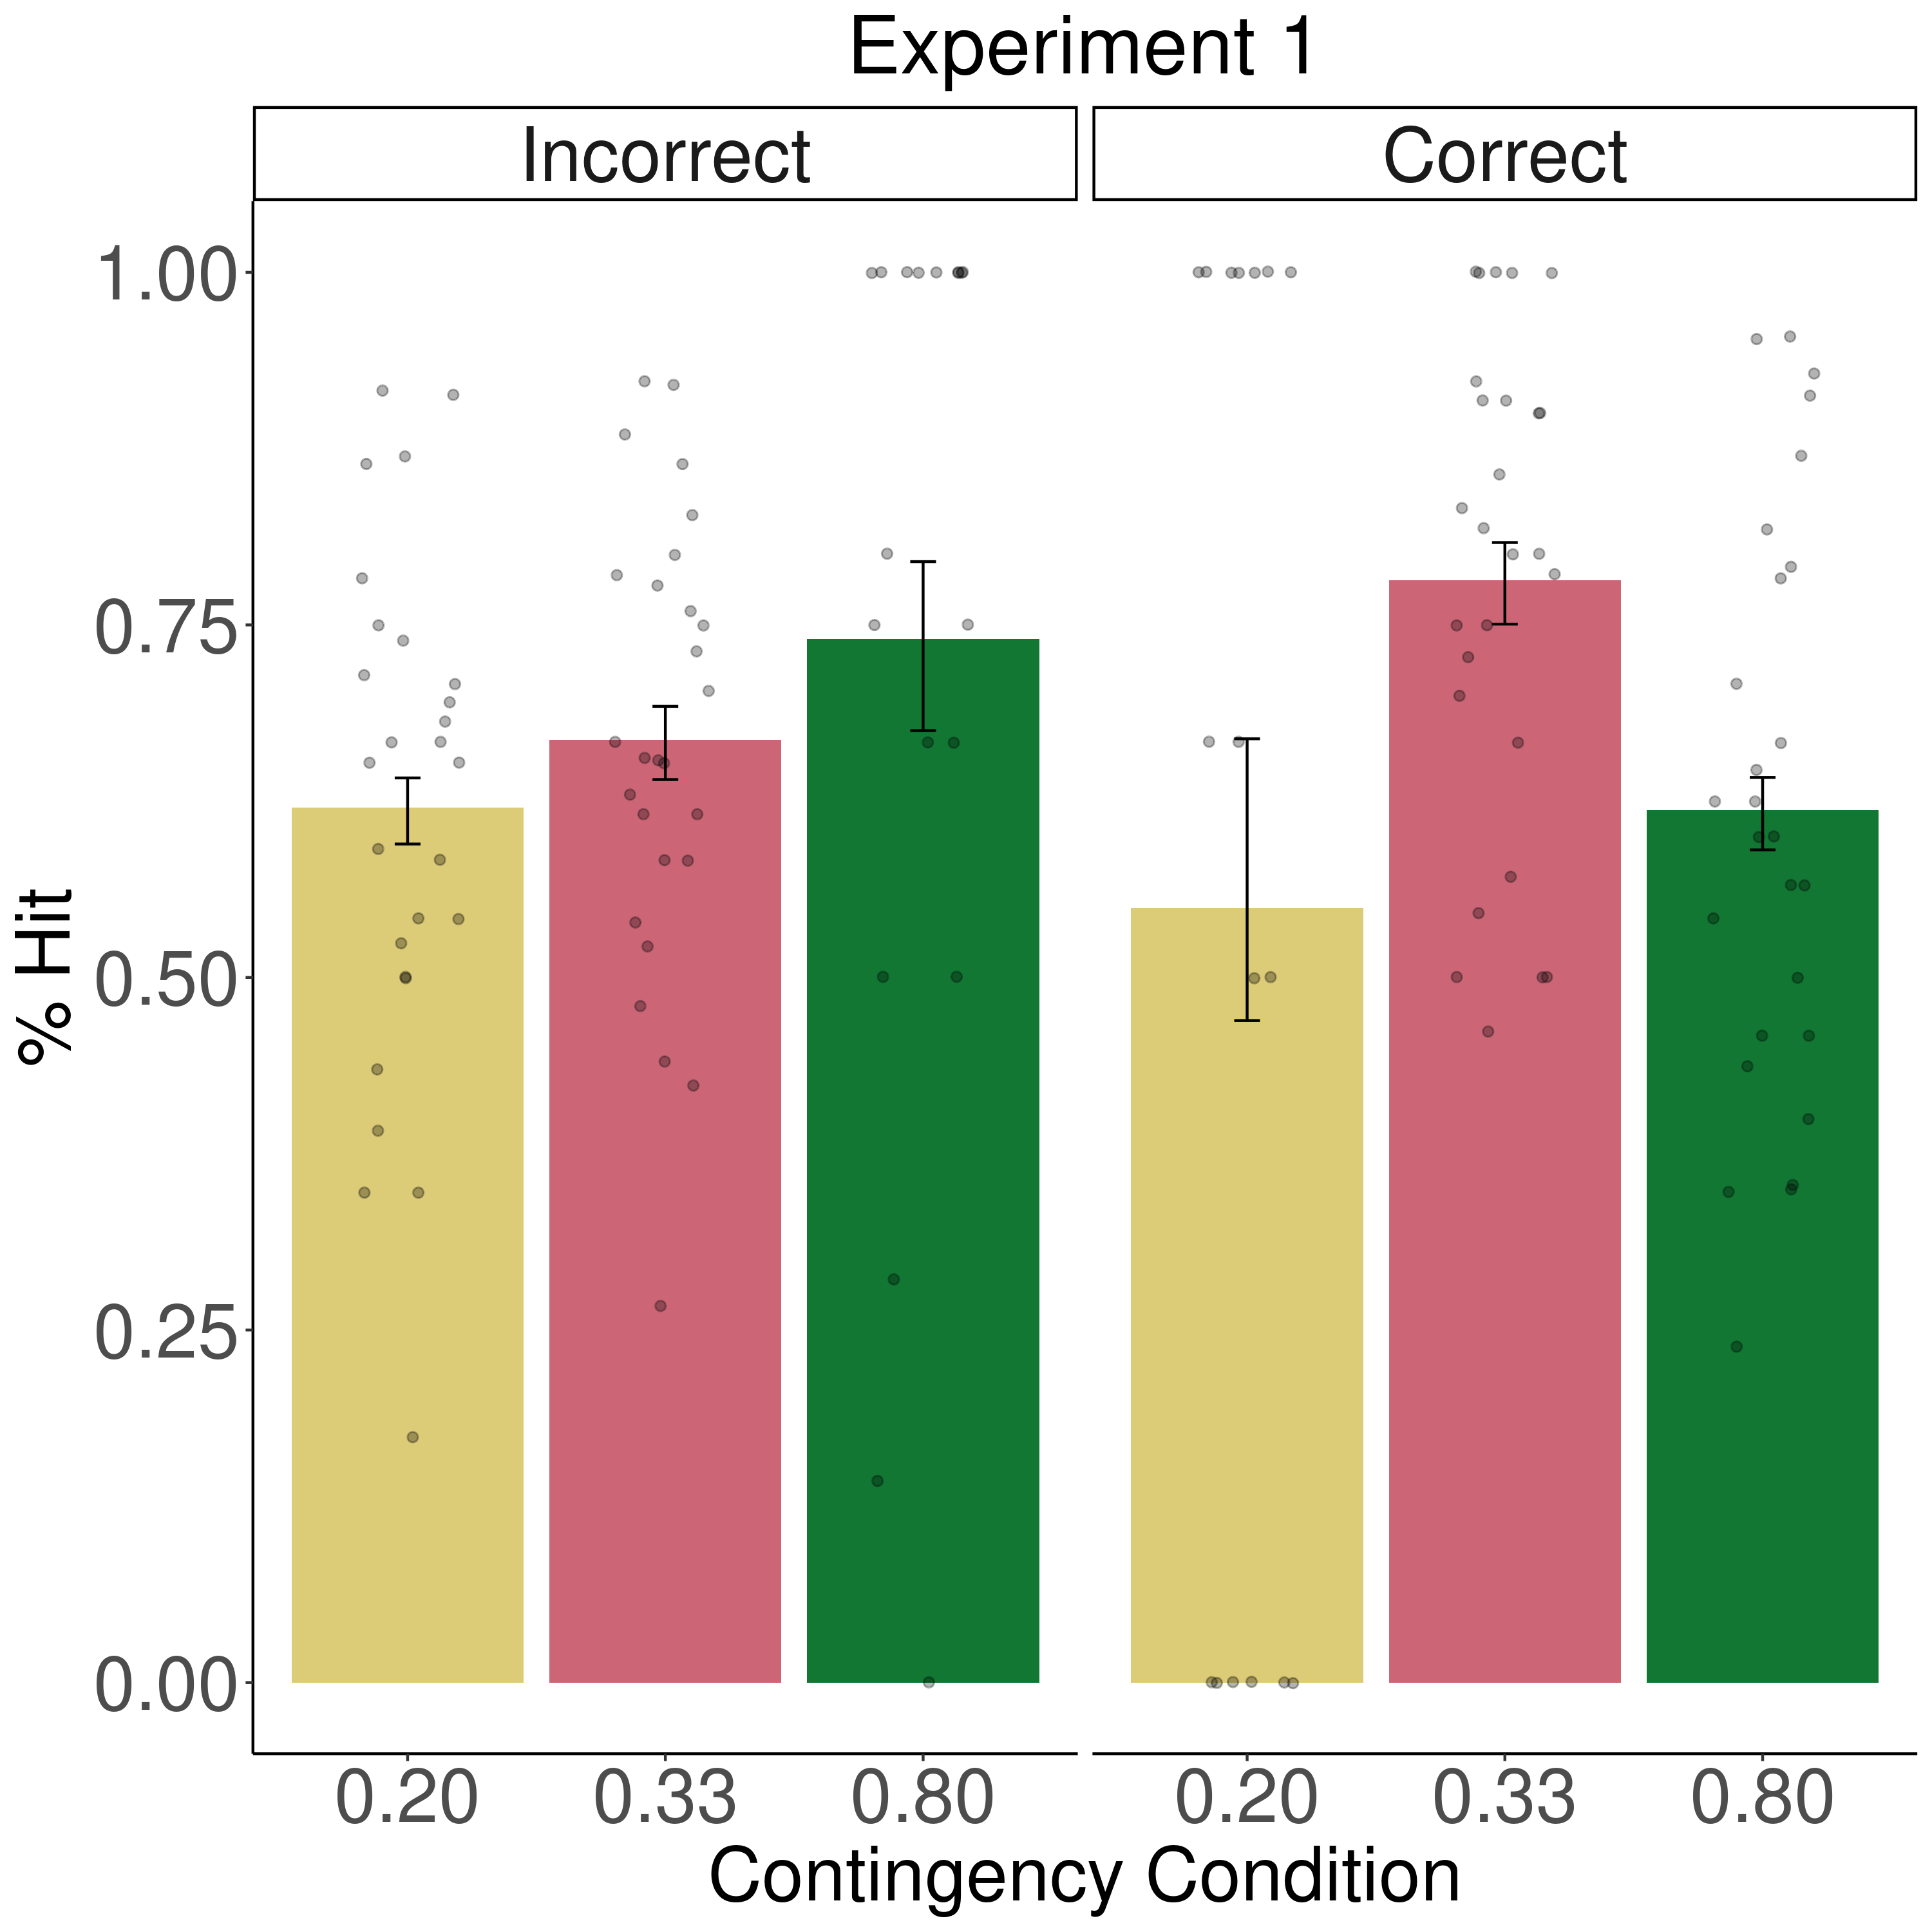 Experiment 1
Incorrect
Correct
% Hit
1.00
0.75
0.50
0.25
0.00
0.20 0.33 0.80 0.20 0.33 0.80
Contingency Condition